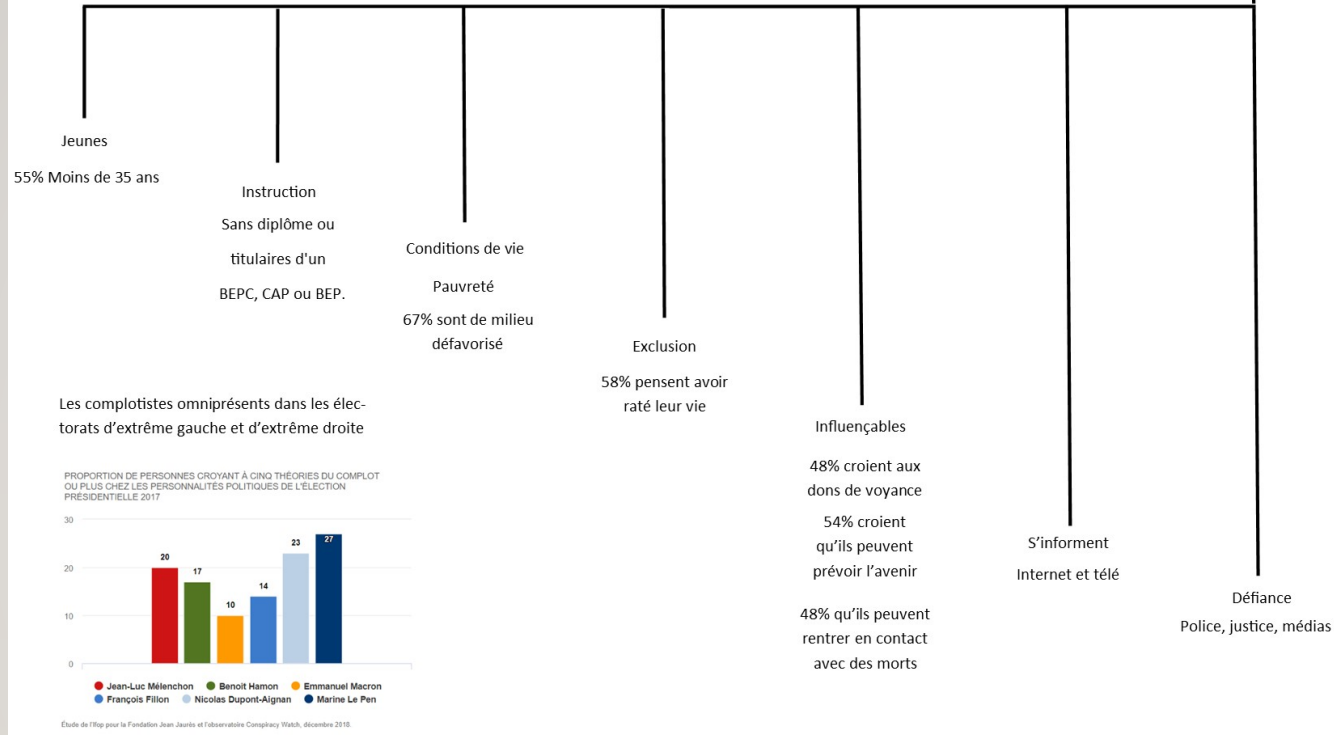 Jeunes
55% Moins de 35 ans
Instruction
Sans diplôme ou
titulaires d'un
BEPC, CAP ou BEP.
Conditions de vie
Pauvreté
67% sont de milieu
défavorisé
Exclusion
58% pensent avoir
raté leur vie
Influençables
48% croient aux
dons de voyance
54% croient
qu’ils peuvent
prévoir l’avenir
48% qu’ils peuvent
rentrer en contact
avec des morts
S’informent
Internet et télé
Défiance
Police, justice, médias
Les complotistes omniprésents dans les élec-
torats d’extrême gauche et d’extrême droite
PROPORTION DE PERSONNES CROYANT À CINQ THÉORIES DU COMPLOT
OU PLUS CHEZ LES PERSONNALITÉS POLITIQUES DE L'ÉLECTION
PRÉSIDENTIELLE 2017
30
20
10
0
20
17
10
14
23
27
Jean-Luc Mélenchon Benoit Hamon Emmanuel Macron
François Fillon Nicolas Dupont-Aignan Marine Le Pen
Étude de l'Ifop pour la Fondation Jean Jaurès et l'observatoire Conspiracy Watch, décembre 2018.